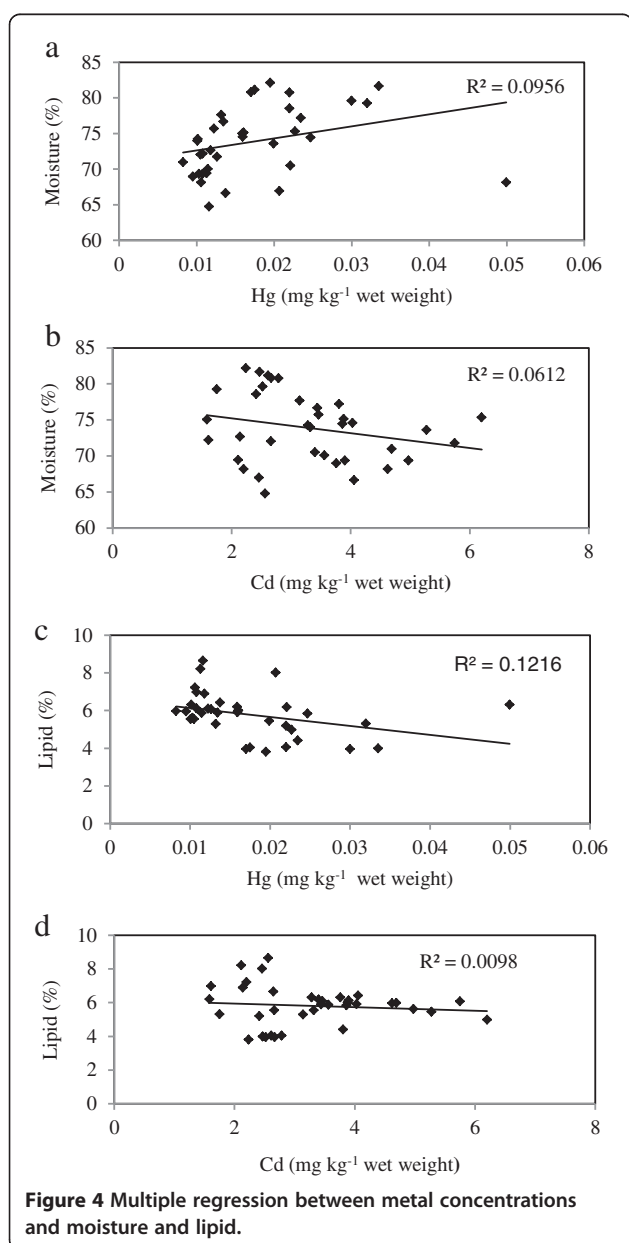 a
R² = 0.0956
Moisture (%)
85
80
75
70
65
60
0 0.01 0.02 0.03 0.04 0.05 0.06
Hg (mg kg⁻¹ wet weight)
b
R² = 0.0612
Moisture (%)
85
80
75
70
65
60
0 2 4 6 8
Cd (mg kg⁻¹ wet weight)
c
R² = 0.1216
Lipid (%)
10
8
6
4
2
0
0 0.01 0.02 0.03 0.04 0.05 0.06
Hg (mg kg⁻¹ wet weight)
d
R² = 0.0098
Lipid (%)
10
8
6
4
2
0
0 2 4 6 8
Cd (mg kg⁻¹ wet weight)
Figure 4 Multiple regression between metal concentrations
and moisture and lipid.